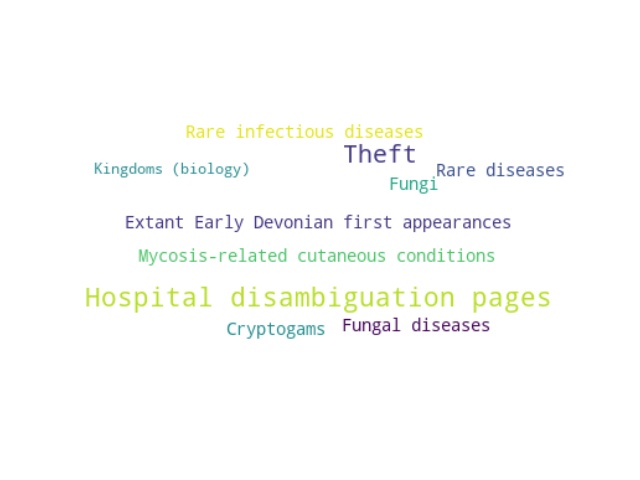 Rare infectious diseases
Theft
Kingdoms (biology)
Rare diseases
Fungi
Extant Early Devonian first appearances
Mycosis-related cutaneous conditions
Hospital disambiguation pages
Cryptogams
Fungal diseases